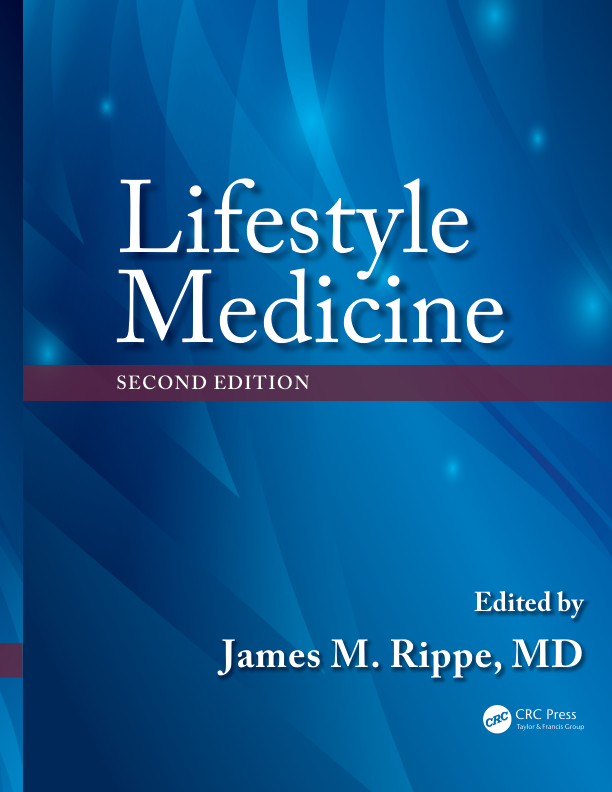 Lifestyle
Medicine
SECOND EDITION
Edited by
James M. Rippe, MD
CRC
CRC Press
Taylor & Francis Group